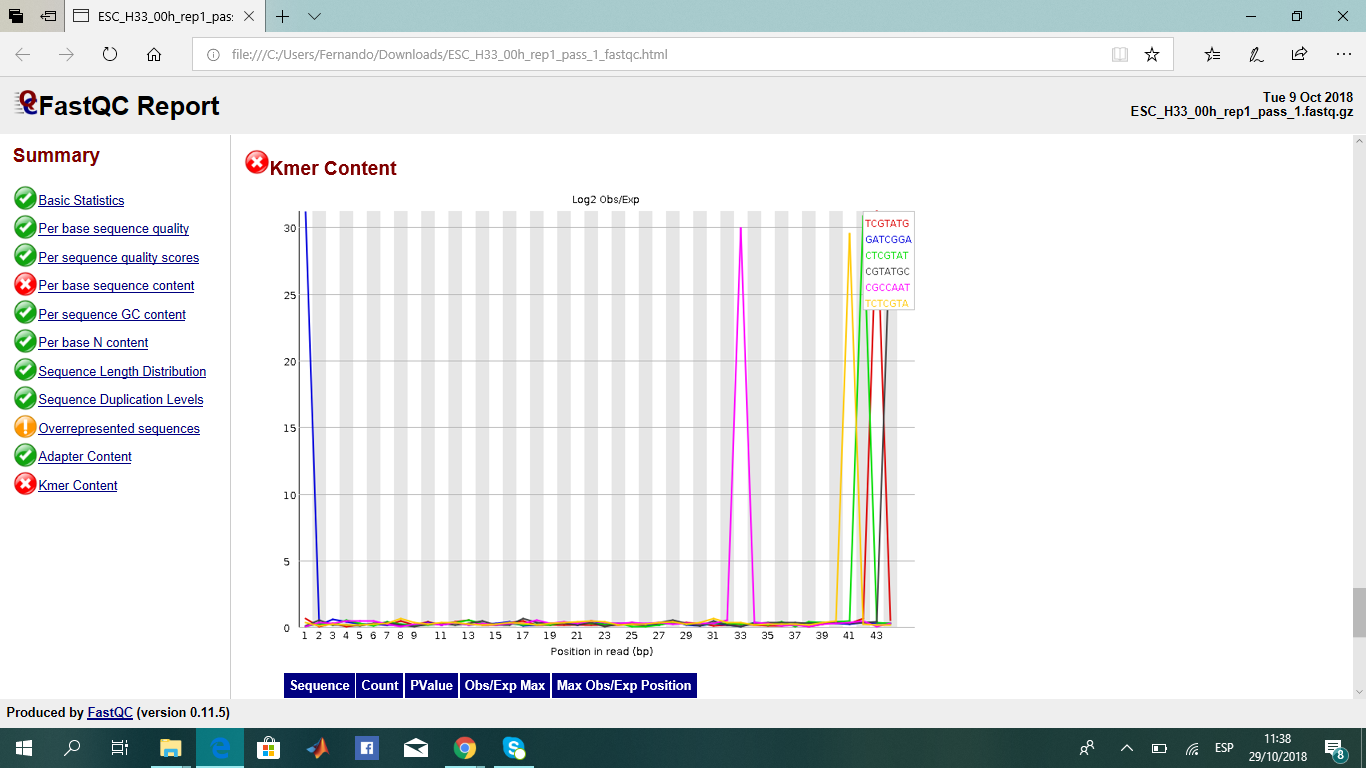 ESC_H33_00h_rep1_pass_
file:///C:/Users/Fernando/Downloads/ESC_H33_00h_rep1_pass_1_fastqc.html
FastQC Report
Tue 9 Oct 2018
ESC_H33_00h_rep1_pass_1.fastq.gz
Summary
Basic Statistics
Per base sequence quality
Per sequence quality scores
Per base sequence content
Per sequence GC content
Per base N content
Sequence Length Distribution
Sequence Duplication Levels
Overrepresented sequences
Adapter Content
Kmer Content
Kmer Content
Log2 Obs/Exp
TCGTATG
GATCGGA
CTCGTAT
CGTATGC
CGCCAAT
TCTCGTA
30
25
20
15
10
5
0
1 2 3 4 5 6 7 8 9 11 13 15 17 19 21 23 25 27 29 31 33 35 37 39 41 43
Position in read (bp)
Sequence Count PValue Obs/Exp Max Max Obs/Exp Position
Produced by FastQC (version 0.11.5)
ESP
11:38
29/10/2018
8